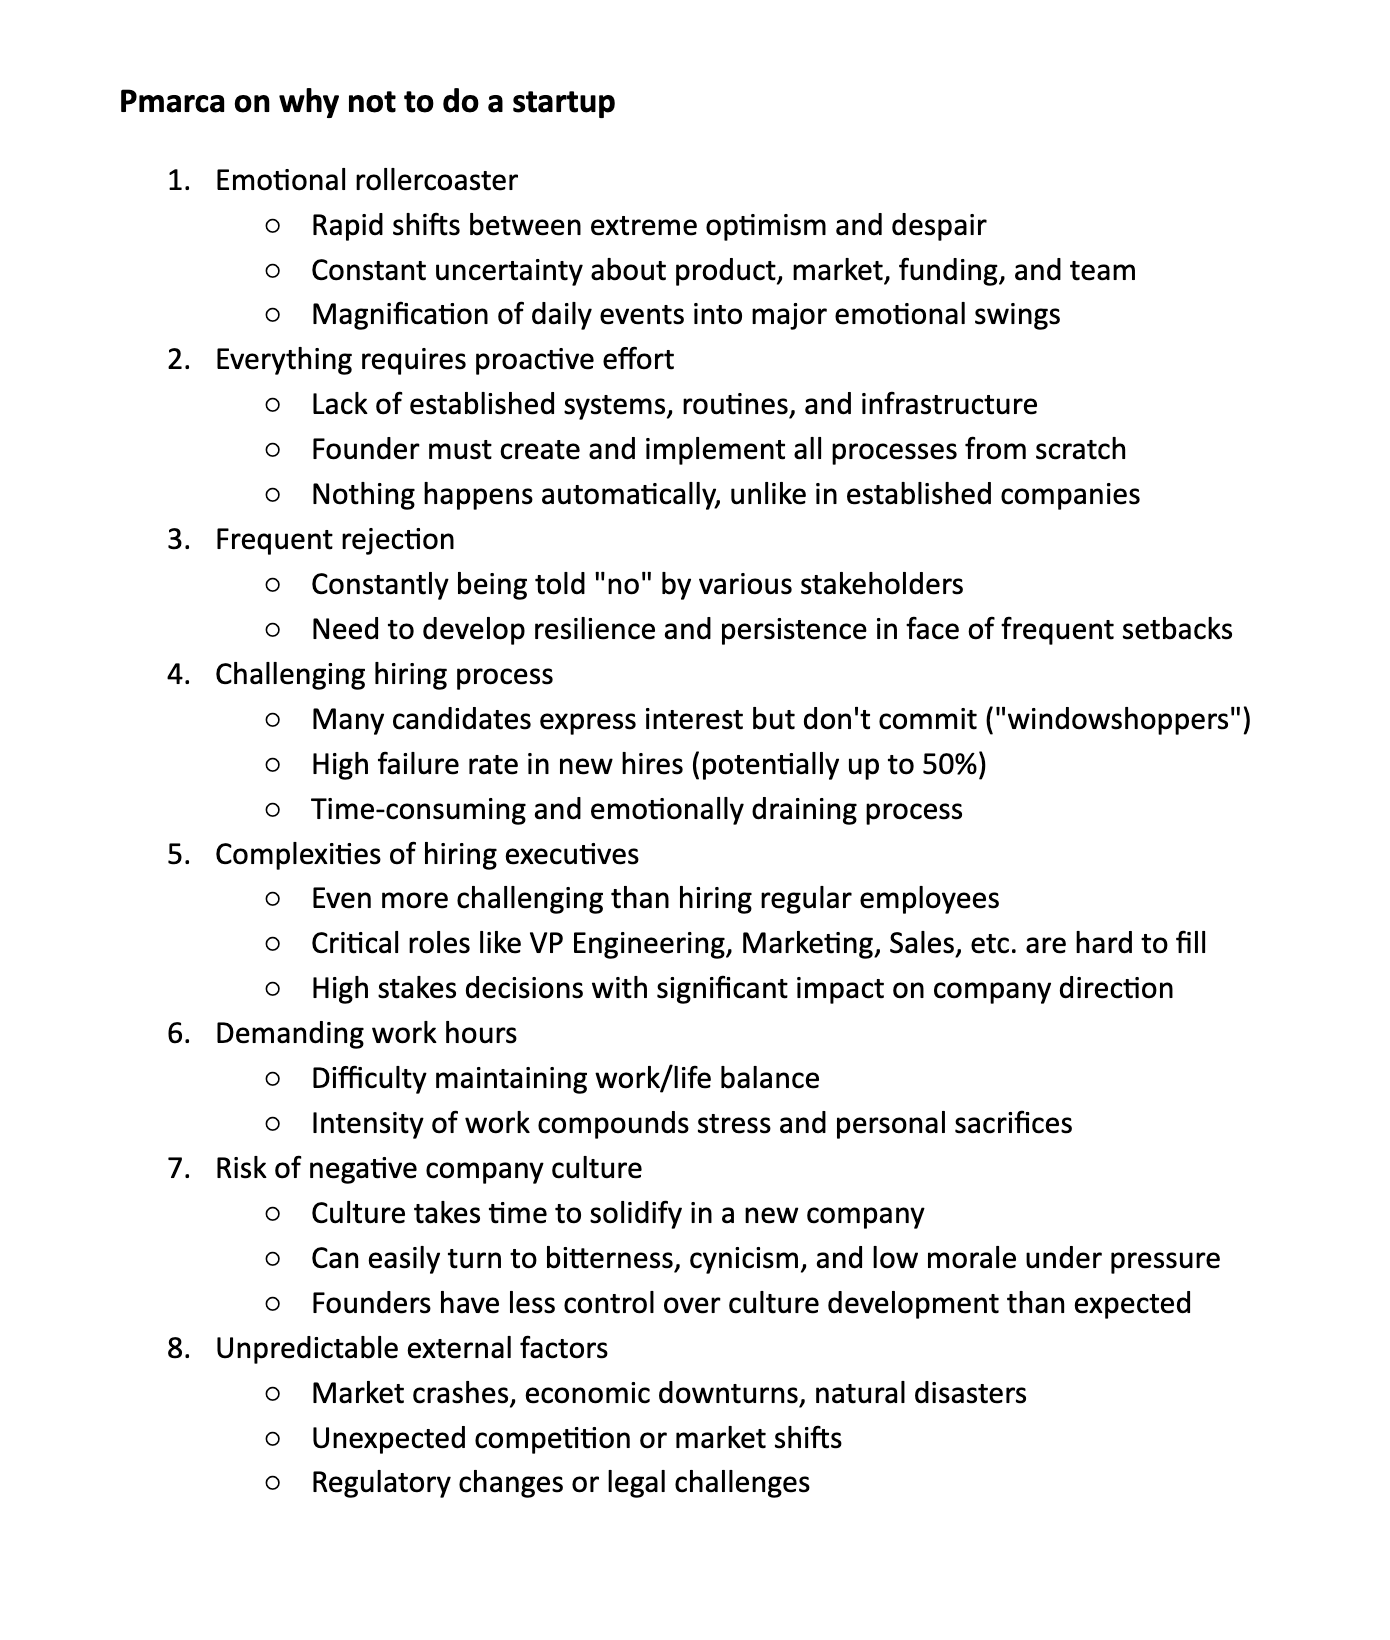 Pmarca on why not to do a startup
1. Emotional rollercoaster
○ Rapid shifts between extreme optimism and despair
○ Constant uncertainty about product, market, funding, and team
○ Magnification of daily events into major emotional swings
2. Everything requires proactive effort
○ Lack of established systems, routines, and infrastructure
○ Founder must create and implement all processes from scratch
○ Nothing happens automatically, unlike in established companies
3. Frequent rejection
○ Constantly being told "no" by various stakeholders
○ Need to develop resilience and persistence in face of frequent setbacks
4. Challenging hiring process
○ Many candidates express interest but don't commit ("windowshoppers")
○ High failure rate in new hires (potentially up to 50%)
○ Time-consuming and emotionally draining process
5. Complexities of hiring executives
○ Even more challenging than hiring regular employees
○ Critical roles like VP Engineering, Marketing, Sales, etc. are hard to fill
○ High stakes decisions with significant impact on company direction
6. Demanding work hours
○ Difficulty maintaining work/life balance
○ Intensity of work compounds stress and personal sacrifices
7. Risk of negative company culture
○ Culture takes time to solidify in a new company
○ Can easily turn to bitterness, cynicism, and low morale under pressure
○ Founders have less control over culture development than expected
8. Unpredictable external factors
○ Market crashes, economic downturns, natural disasters
○ Unexpected competition or market shifts
○ Regulatory changes or legal challenges